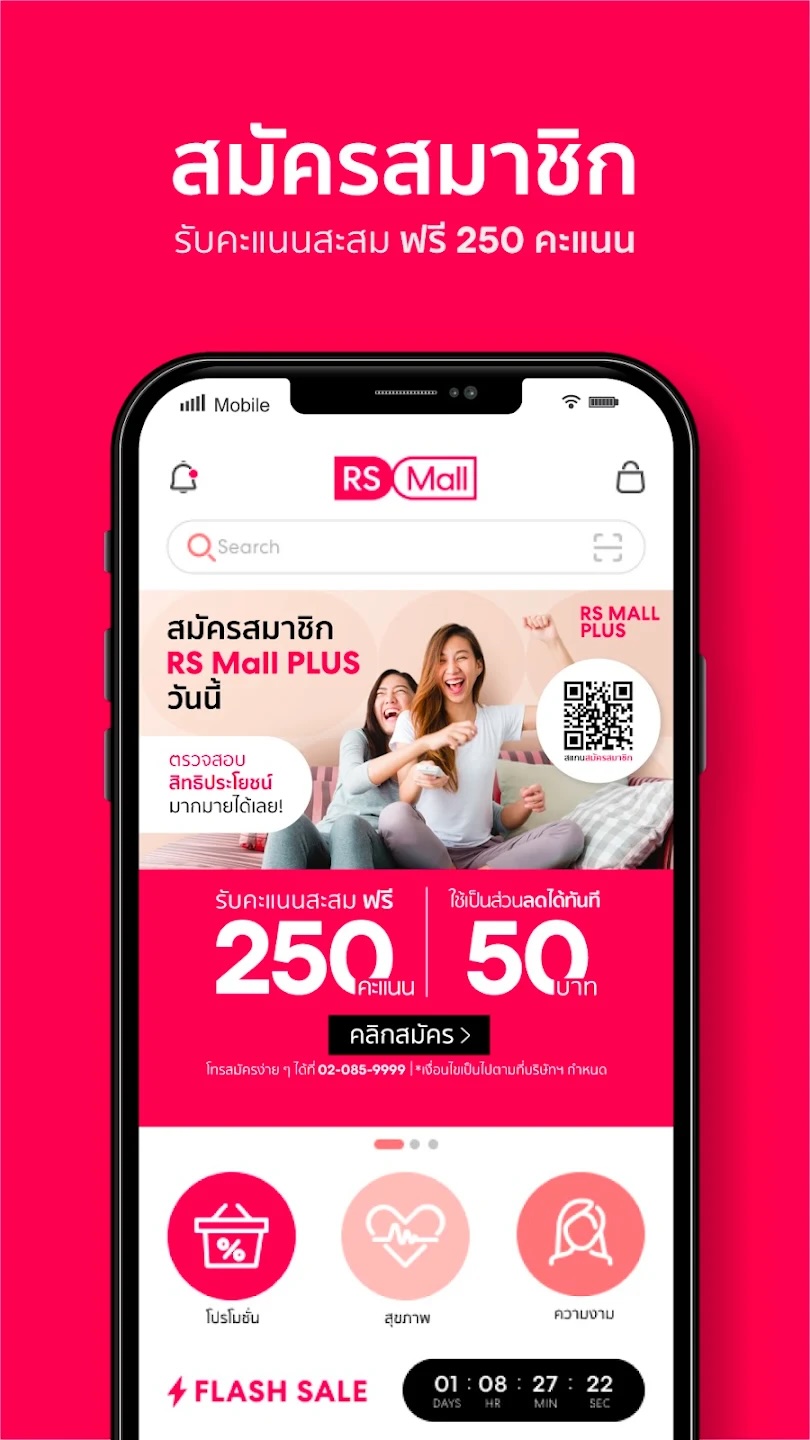 สมัครสมาชิก
รับคะแนนสะสม ฟรี 250 คะแนน
Mobile
RS Mall
Search
สมัครสมาชิก
RS Mall PLUS
วันนี้
RS MALL
PLUS
สแกนสมัครสมาชิก
ตรวจสอบ
สิทธิประโยชน์
มากมายได้เลย!
รับคะแนนสะสม ฟรี
250 คะแนน
ใช้เป็นส่วนลดได้ทันที
50 บาท
คลิกสมัคร >
โทรสมัครง่าย ๆ ได้ที่ 02-085-9999 | *เงื่อนไขเป็นไปตามที่บริษัทฯ กำหนด
%
โปรโมชั่น
สุขภาพ
ความงาม
FLASH SALE
01 : 08 : 27 : 22
DAYS HR MIN SEC